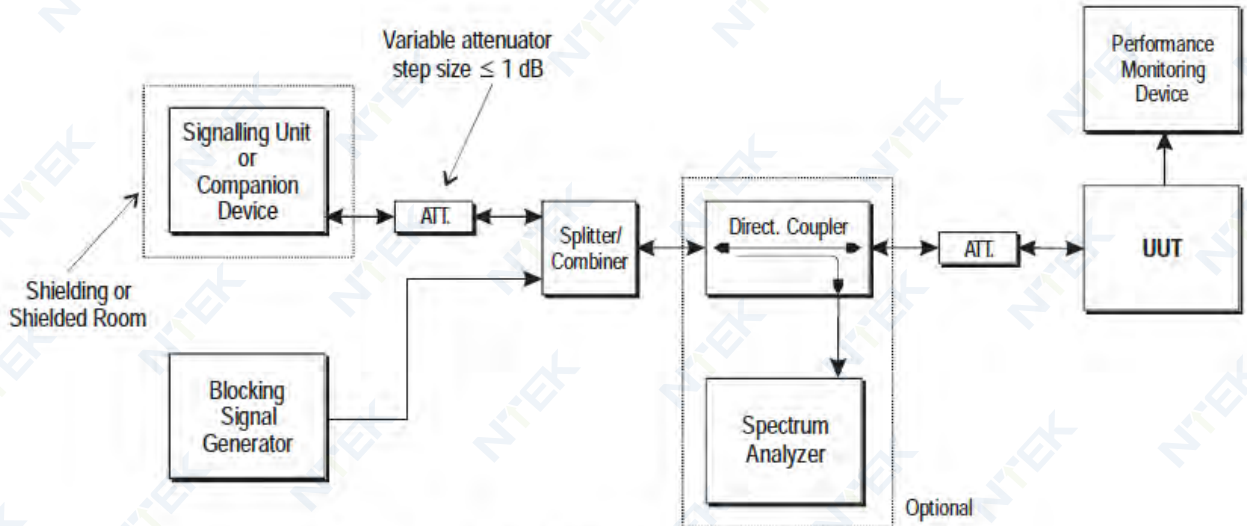 Variable attenuator
step size ≤ 1 dB
Performance
Monitoring
Device
Signalling Unit
or
Companion
Device
ATT.
Splitter/
Combiner
Direct. Coupler
ATT.
UUT
Shielding or
Shielded Room
Blocking
Signal
Generator
Spectrum
Analyzer
Optional
NTEK